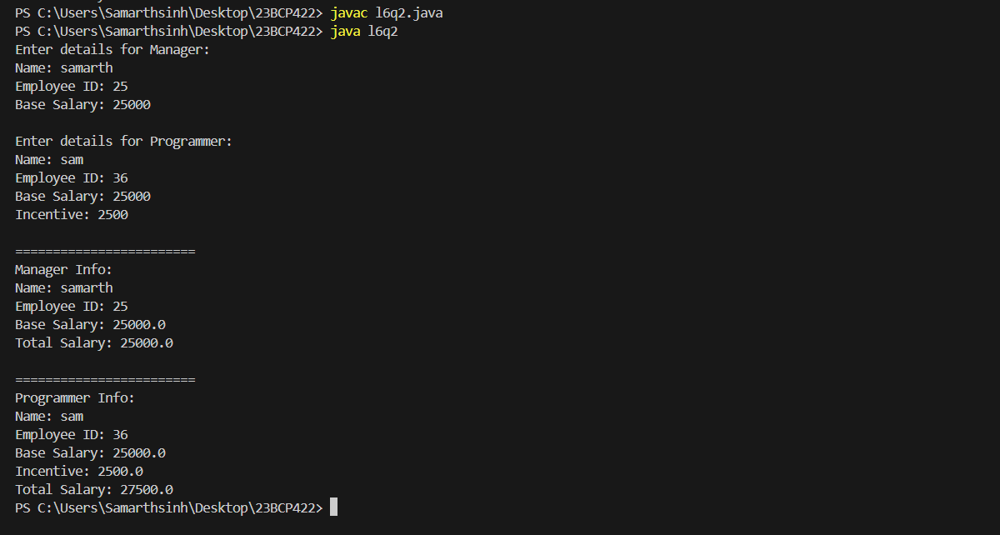 PS C:\Users\Samarthsinh\Desktop\23BCP422> javac l6q2.java
PS C:\Users\Samarthsinh\Desktop\23BCP422> java l6q2
Enter details for Manager:
Name: samarth
Employee ID: 25
Base Salary: 25000
Enter details for Programmer:
Name: sam
Employee ID: 36
Base Salary: 25000
Incentive: 2500
========================
Manager Info:
Name: samarth
Employee ID: 25
Base Salary: 25000.0
Total Salary: 25000.0
========================
Programmer Info:
Name: sam
Employee ID: 36
Base Salary: 25000.0
Incentive: 2500.0
Total Salary: 27500.0
PS C:\Users\Samarthsinh\Desktop\23BCP422>